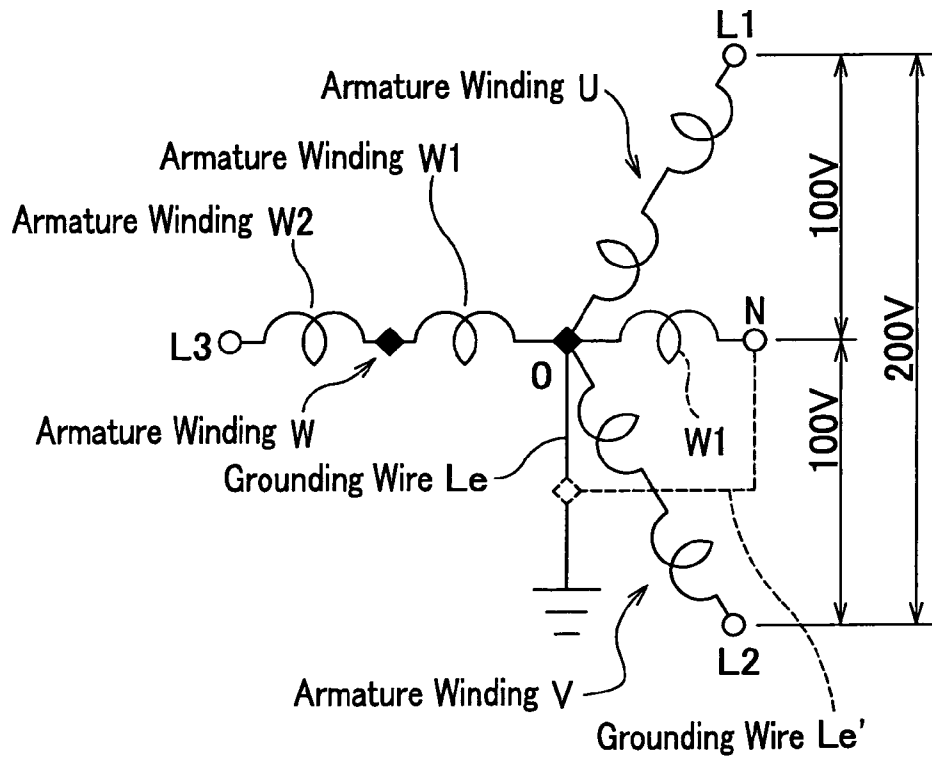 L1
Armature Winding U
Armature Winding W1
Armature Winding W2
100V
N
L3
O
200V
W1
Armature Winding W
100V
Grounding Wire Le
L2
Armature Winding V
Grounding Wire Le'